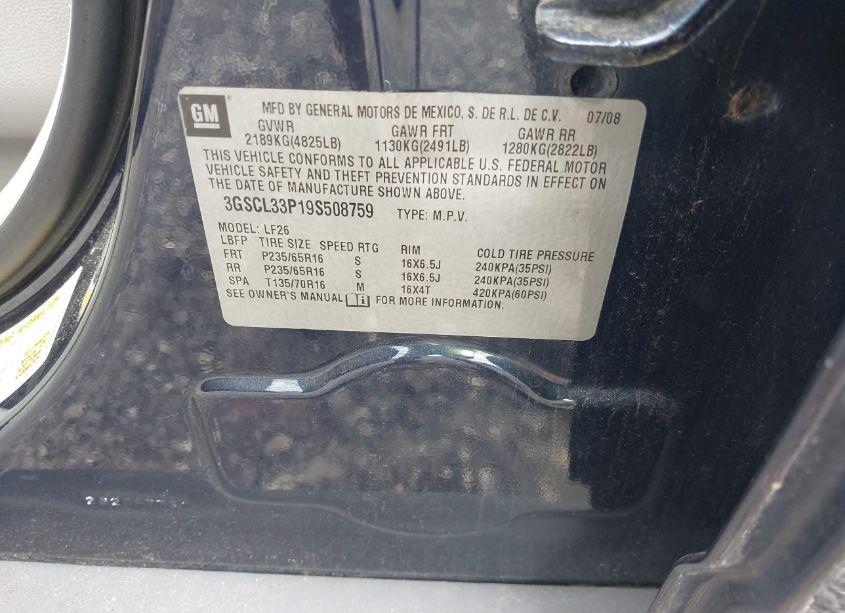 GM
MFD BY GENERAL MOTORS DE MEXICO, S. DE R.L. DE C.V. 07/08
GVWR GAWR FRT GAWR RR
2189KG(4825LB) 1130KG(2491LB) 1280KG(2822LB)
THIS VEHICLE CONFORMS TO ALL APPLICABLE U.S. FEDERAL MOTOR
VEHICLE SAFETY AND THEFT PREVENTION STANDARDS IN EFFECT ON
THE DATE OF MANUFACTURE SHOWN ABOVE.
3GSCL33P19S508759 TYPE: M.P.V.
MODEL: LF26
LBFP TIRE SIZE SPEED RTG RIM COLD TIRE PRESSURE
FRT P235/65R16 S 16X6.5J 240KPA(35PSI)
RR P235/65R16 S 16X6.5J 240KPA(35PSI)
SPA T135/70R16 M 16X4T 420KPA(60PSI)
SEE OWNER'S MANUAL FOR MORE INFORMATION.